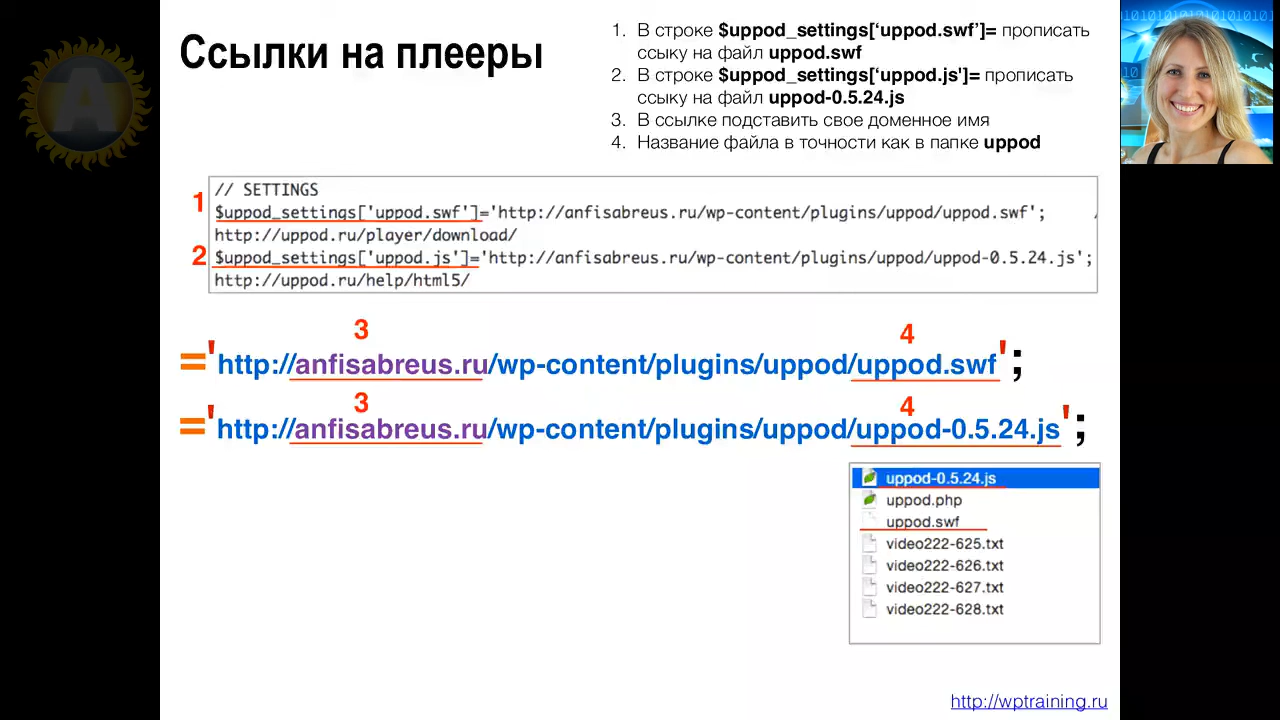 Ссылки на плееры
1. В строке $uppod_settings[‘uppod.swf’]= прописать
ссыку на файл uppod.swf
2. В строке $uppod_settings[‘uppod.js']= прописать
ссыку на файл uppod-0.5.24.js
3. В ссылке подставить свое доменное имя
4. Название файла в точности как в папке uppod
// SETTINGS
1 $uppod_settings['uppod.swf']='http://anfisabreus.ru/wp-content/plugins/uppod/uppod.swf'; /
http://uppod.ru/player/download/
2 $uppod_settings['uppod.js']='http://anfisabreus.ru/wp-content/plugins/uppod/uppod-0.5.24.js';
http://uppod.ru/help/html5/
3 4
='http://anfisabreus.ru/wp-content/plugins/uppod/uppod.swf';
3 4
='http://anfisabreus.ru/wp-content/plugins/uppod/uppod-0.5.24.js';
uppod-0.5.24.js
uppod.php
uppod.swf
video222-625.txt
video222-626.txt
video222-627.txt
video222-628.txt
http://wptraining.ru
A